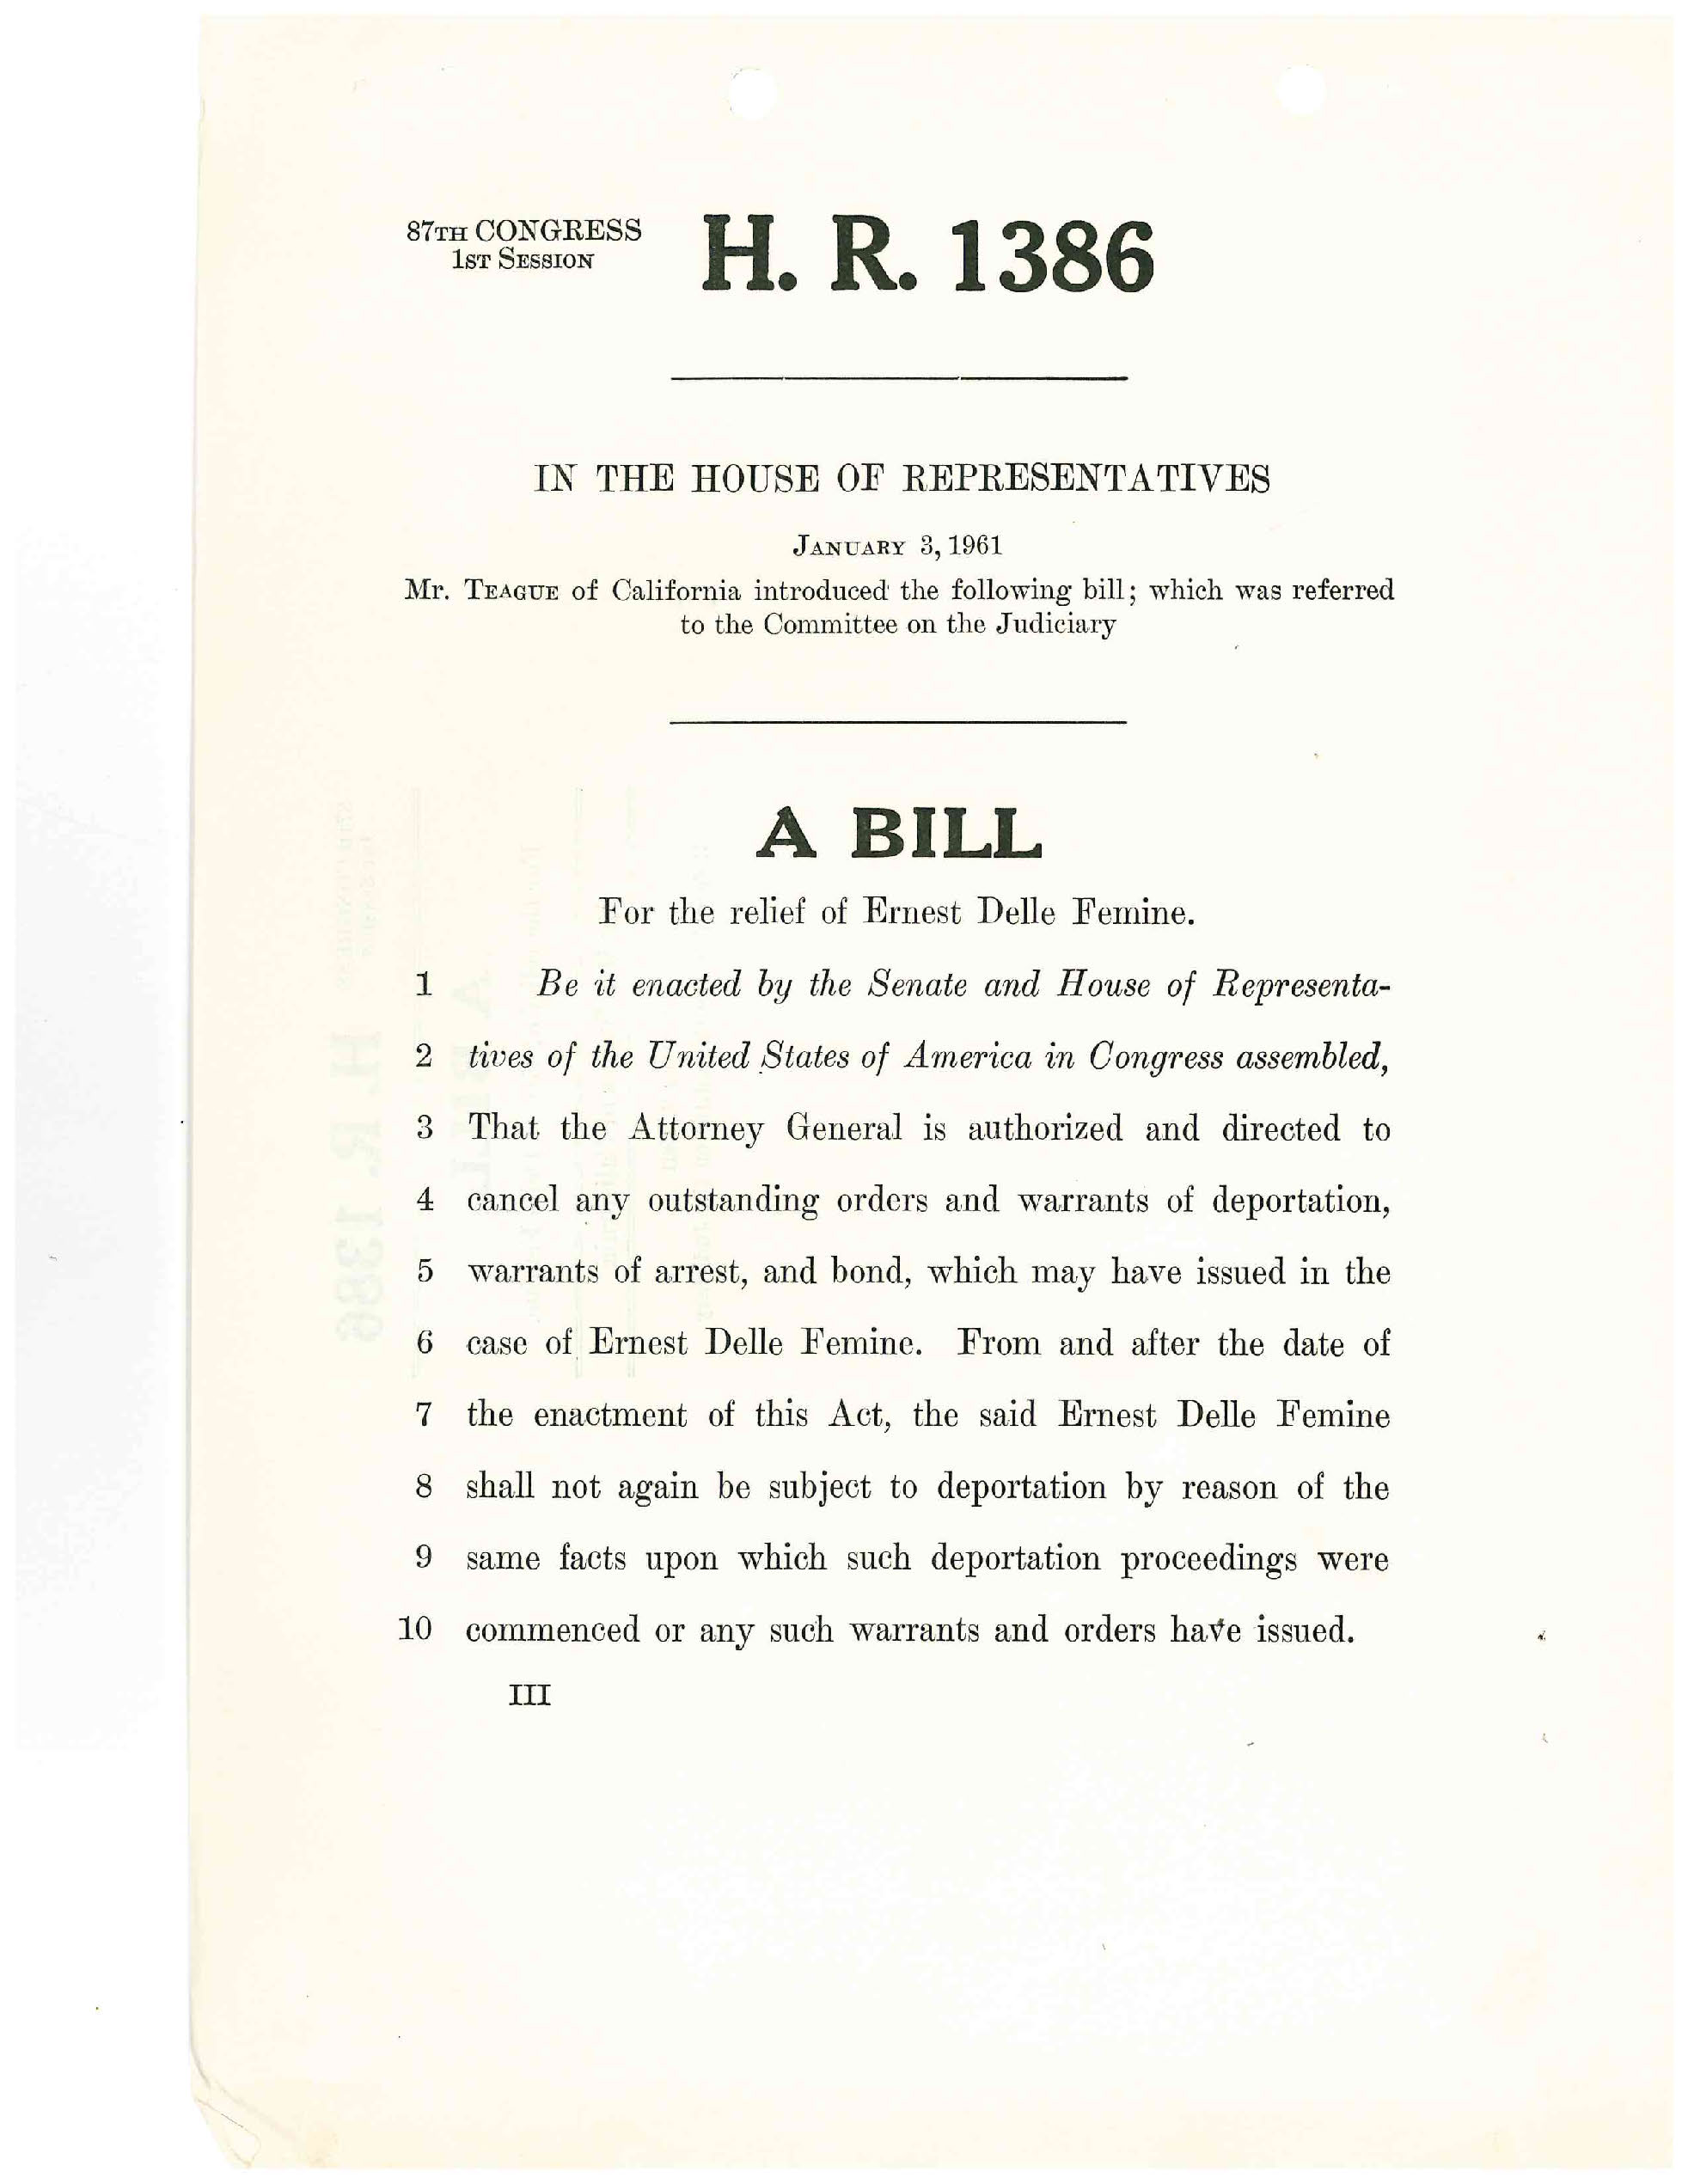 87TH CONGRESS
1ST SESSION
H. R. 1386
IN THE HOUSE OF REPRESENTATIVES
JANUARY 3, 1961
Mr. TEAGUE of California introduced the following bill; which was referred
to the Committee on the Judiciary
A BILL
For the relief of Ernest Delle Femine.
1 Be it enacted by the Senate and House of Representa-
2 tives of the United States of America in Congress assembled,
3 That the Attorney General is authorized and directed to
4 cancel any outstanding orders and warrants of deportation,
5 warrants of arrest, and bond, which may have issued in the
6 case of Ernest Delle Femine. From and after the date of
7 the enactment of this Act, the said Ernest Delle Femine
8 shall not again be subject to deportation by reason of the
9 same facts upon which such deportation proceedings were
10 commenced or any such warrants and orders have issued.
III